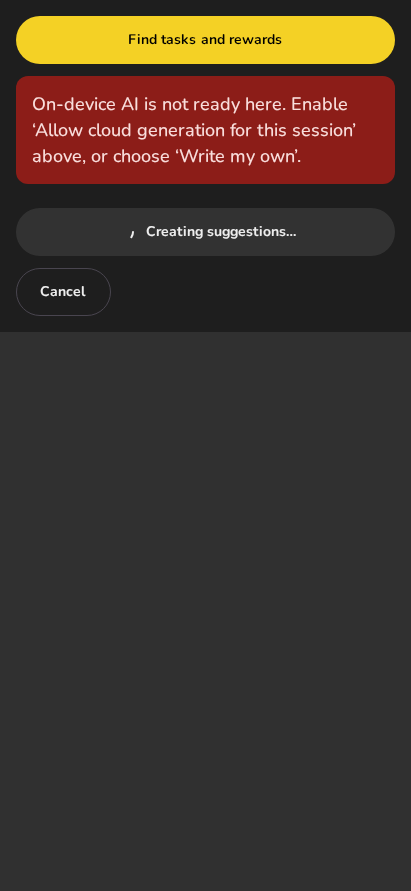 Find tasks and rewards
On-device AI is not ready here. Enable
‘Allow cloud generation for this session’
above, or choose ‘Write my own’.
Creating suggestions...
Cancel